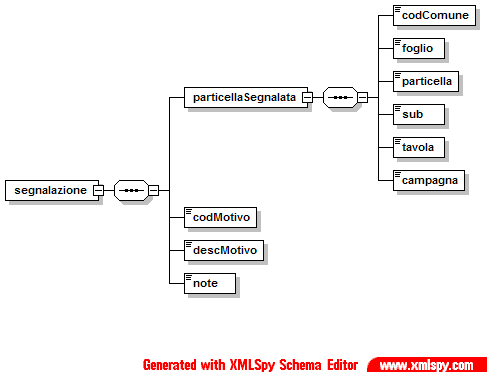 codComune
foglio
particellaSegnalata
particella
sub
tavola
segnalazione
campagna
codMotivo
descMotivo
note
Generated with XMLSpy Schema Editor
www.xmlspy.com